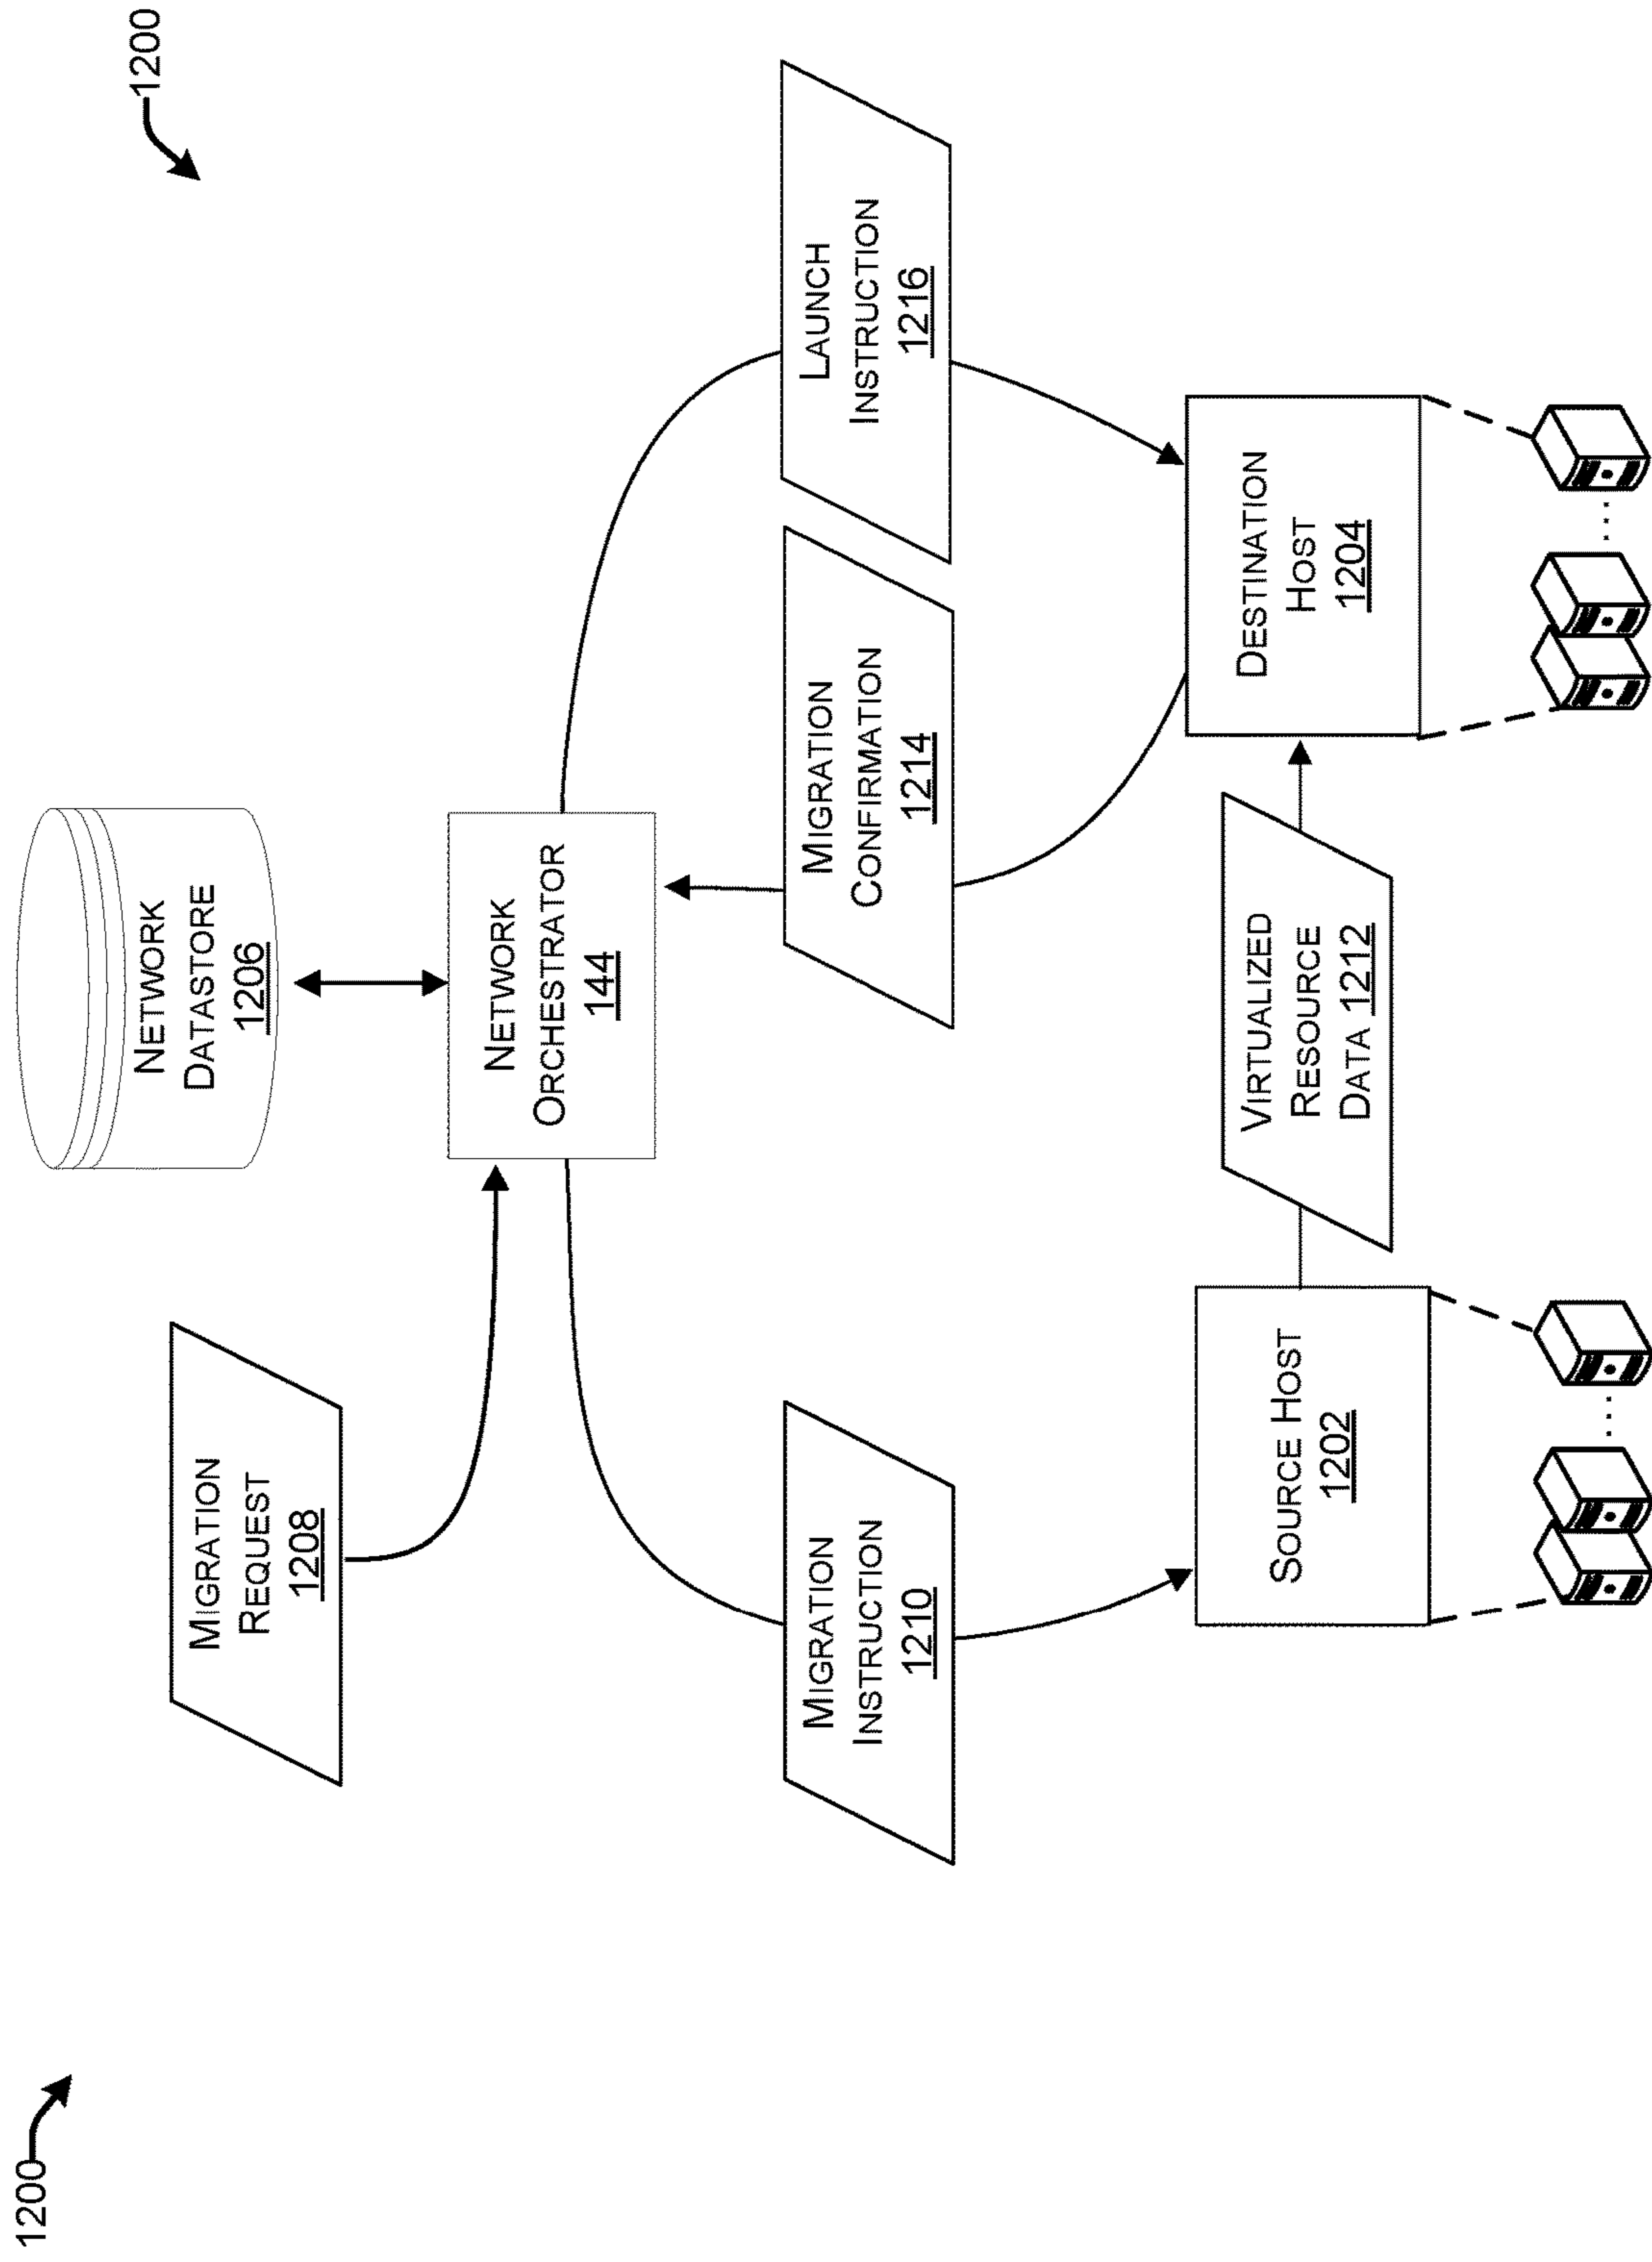 1200
1200
NETWORK
DATASTORE
1206
MIGRATION
REQUEST
1208
NETWORK
ORCHESTRATOR
144
MIGRATION
INSTRUCTION
1210
MIGRATION
CONFIRMATION
1214
LAUNCH
INSTRUCTION
1216
SOURCE HOST
1202
VIRTUALIZED
RESOURCE
DATA 1212
DESTINATION
HOST
1204